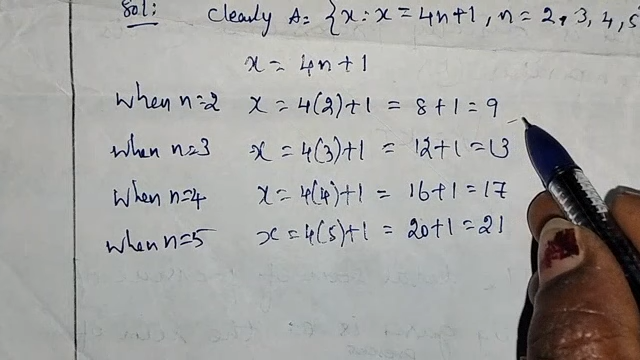 Sol: Clearly A = {x : x = 4n+1, n = 2, 3, 4, 5
x = 4n+1
When n=2 x = 4(2)+1 = 8+1 = 9
when n=3 x = 4(3)+1 = 12+1 = 13
when n=4 x = 4(4)+1 = 16+1 = 17
when n=5 x = 4(5)+1 = 20+1 = 21